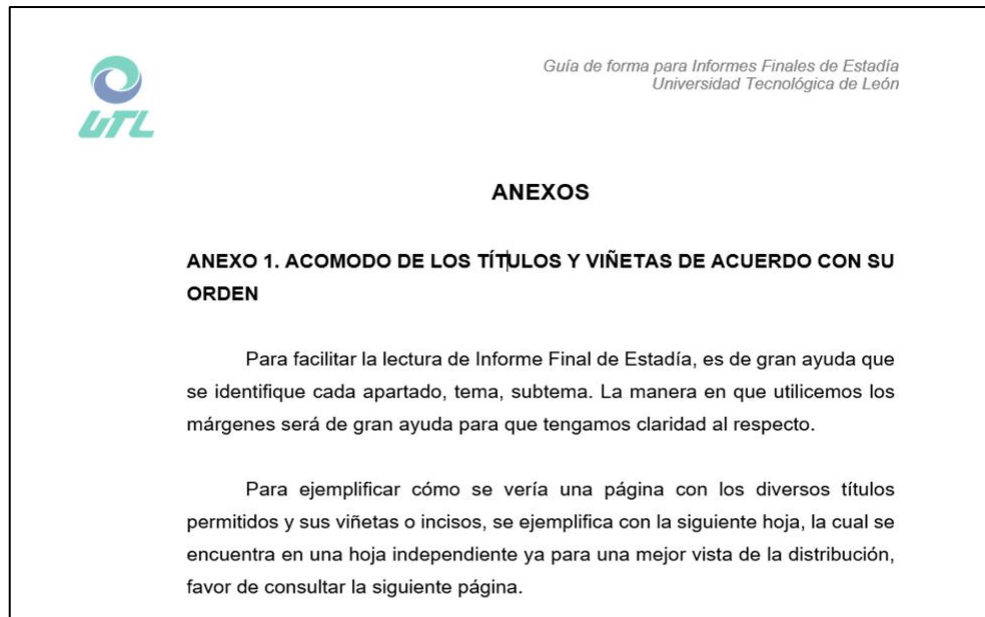 Guía de forma para Informes Finales de Estadía
Universidad Tecnológica de León
UTL
ANEXOS
ANEXO 1. ACOMODO DE LOS TÍTULOS Y VIÑETAS DE ACUERDO CON SU
ORDEN
Para facilitar la lectura de Informe Final de Estadía, es de gran ayuda que
se identifique cada apartado, tema, subtema. La manera en que utilicemos los
márgenes será de gran ayuda para que tengamos claridad al respecto.
Para ejemplificar cómo se vería una página con los diversos títulos
permitidos y sus viñetas o incisos, se ejemplifica con la siguiente hoja, la cual se
encuentra en una hoja independiente ya para una mejor vista de la distribución,
favor de consultar la siguiente página.